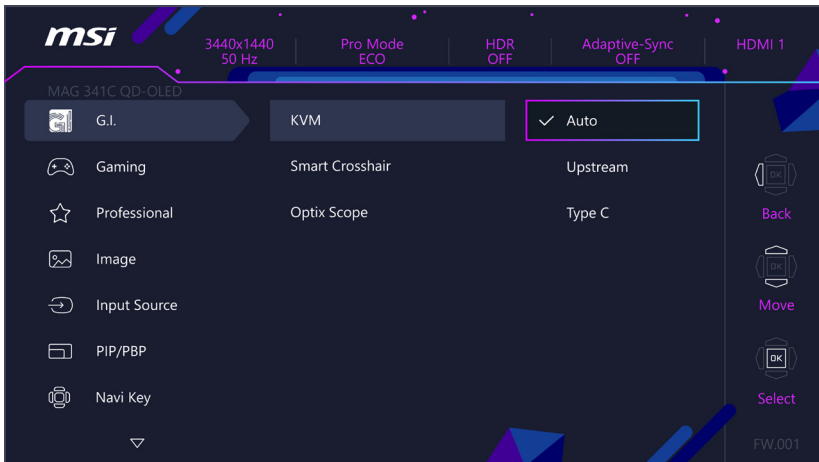 msi
3440x1440
50 Hz
Pro Mode
ECO
HDR
OFF
Adaptive-Sync
OFF
HDMI 1
MAG 341C QD-OLED
G.I.
KVM
Auto
Gaming
Smart Crosshair
Upstream
Professional
Optix Scope
Type C
Image
Input Source
PIP/PBP
Navi Key
OK
Back
OK
Move
OK
Select
FW.001